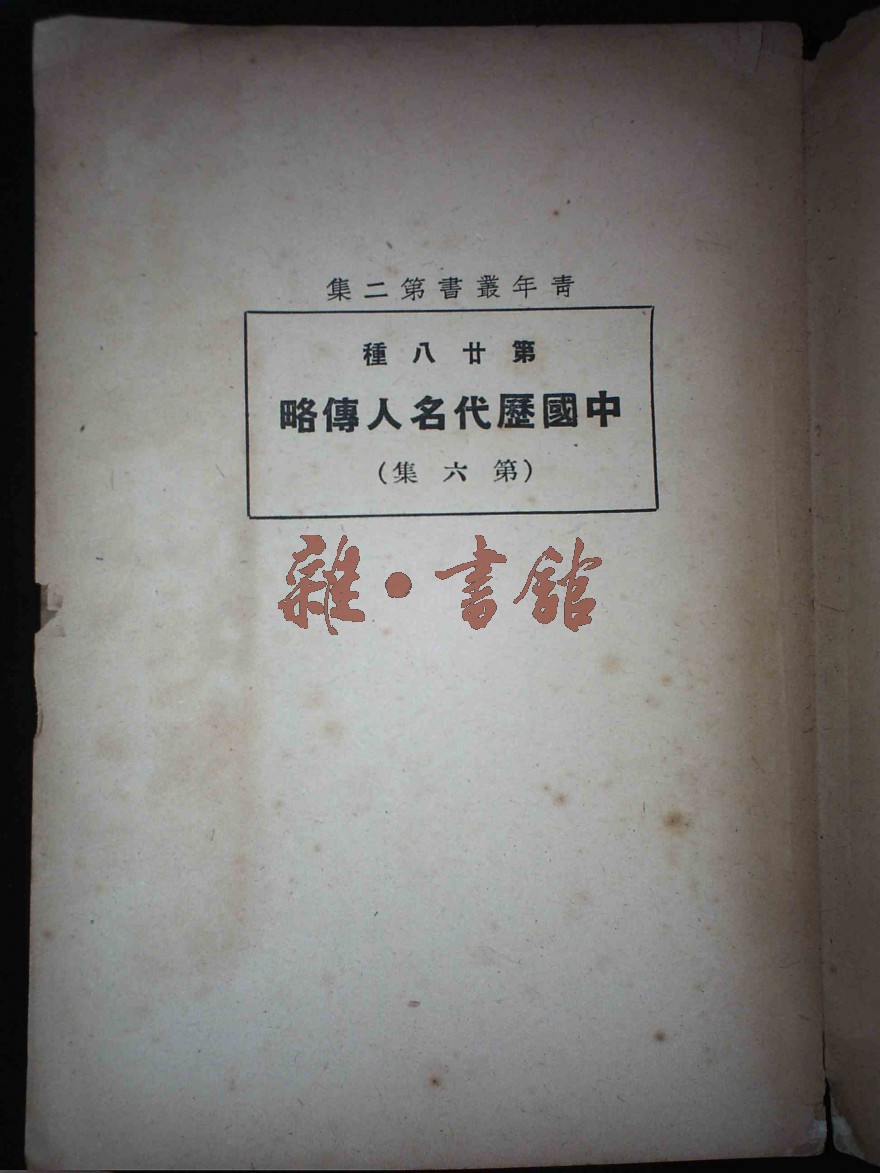 青年叢書第二集
第廿八種
中國歷代名人傳略
(第六集)
雜·書館